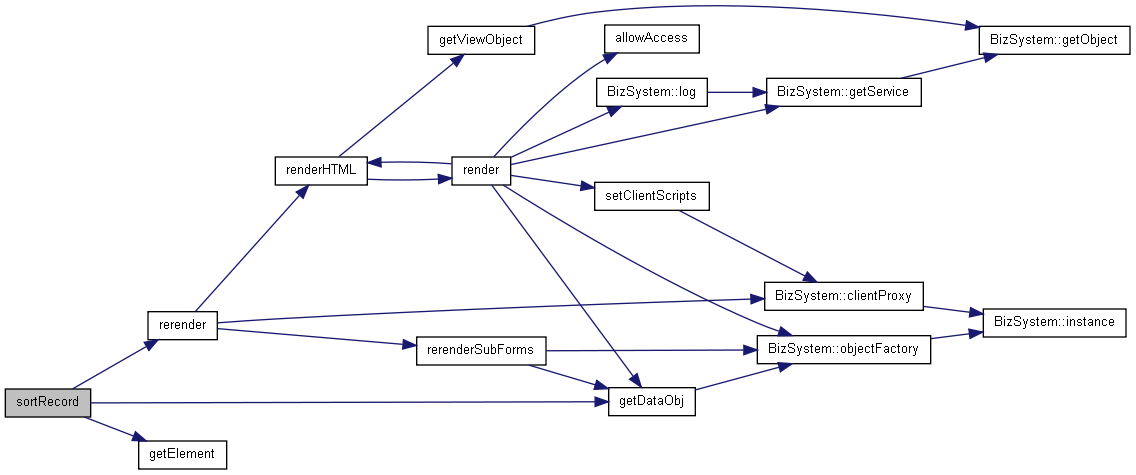 getViewObject
allowAccess
BizSystem::getObject
BizSystem::log
BizSystem::getService
renderHTML
render
setClientScripts
BizSystem::clientProxy
rerender
BizSystem::instance
rerenderSubForms
BizSystem::objectFactory
sortRecord
getDataObj
getElement